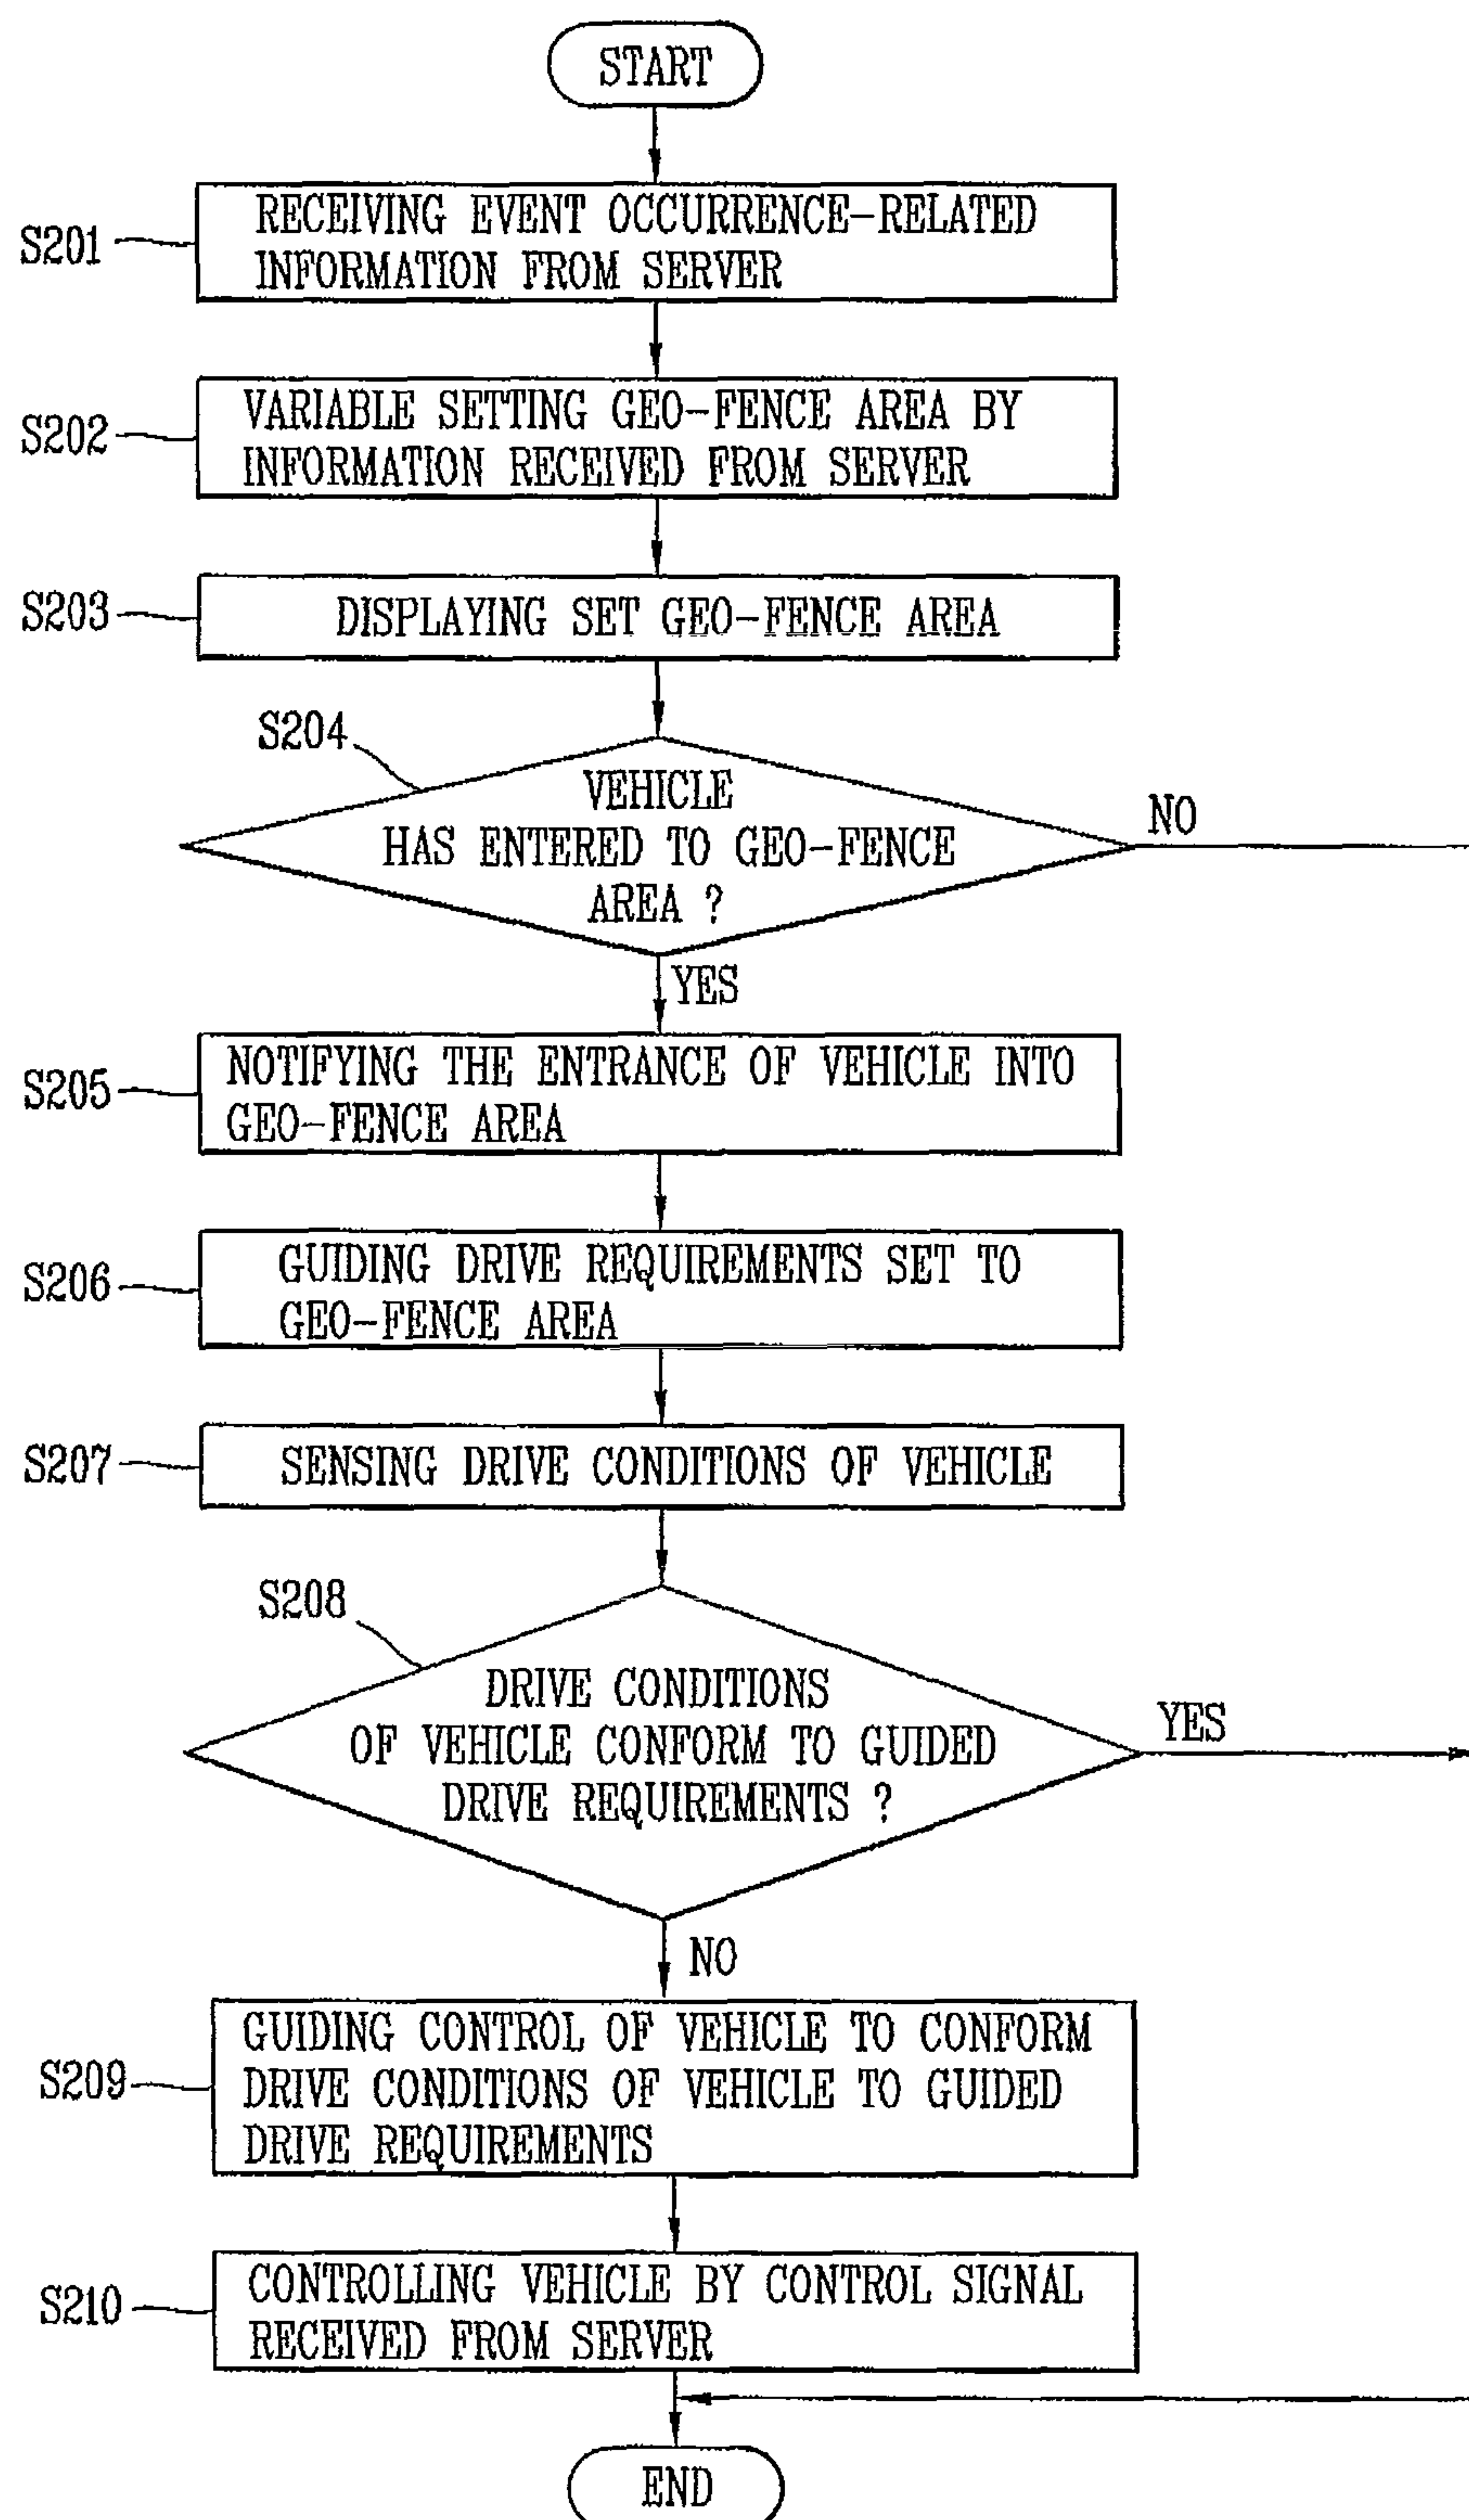 START
S201
RECEIVING EVENT OCCURRENCE-RELATED
INFORMATION FROM SERVER
S202
VARIABLE SETTING GEO-FENCE AREA BY
INFORMATION RECEIVED FROM SERVER
S203
DISPLAYING SET GEO-FENCE AREA
S204
VEHICLE
HAS ENTERED TO GEO-FENCE
AREA ?
NO
YES
S205
NOTIFYING THE ENTRANCE OF VEHICLE INTO
GEO-FENCE AREA
S206
GUIDING DRIVE REQUIREMENTS SET TO
GEO-FENCE AREA
S207
SENSING DRIVE CONDITIONS OF VEHICLE
S208
DRIVE CONDITIONS
OF VEHICLE CONFORM TO GUIDED
DRIVE REQUIREMENTS ?
YES
NO
S209
GUIDING CONTROL OF VEHICLE TO CONFORM
DRIVE CONDITIONS OF VEHICLE TO GUIDED
DRIVE REQUIREMENTS
S210
CONTROLLING VEHICLE BY CONTROL SIGNAL
RECEIVED FROM SERVER
END